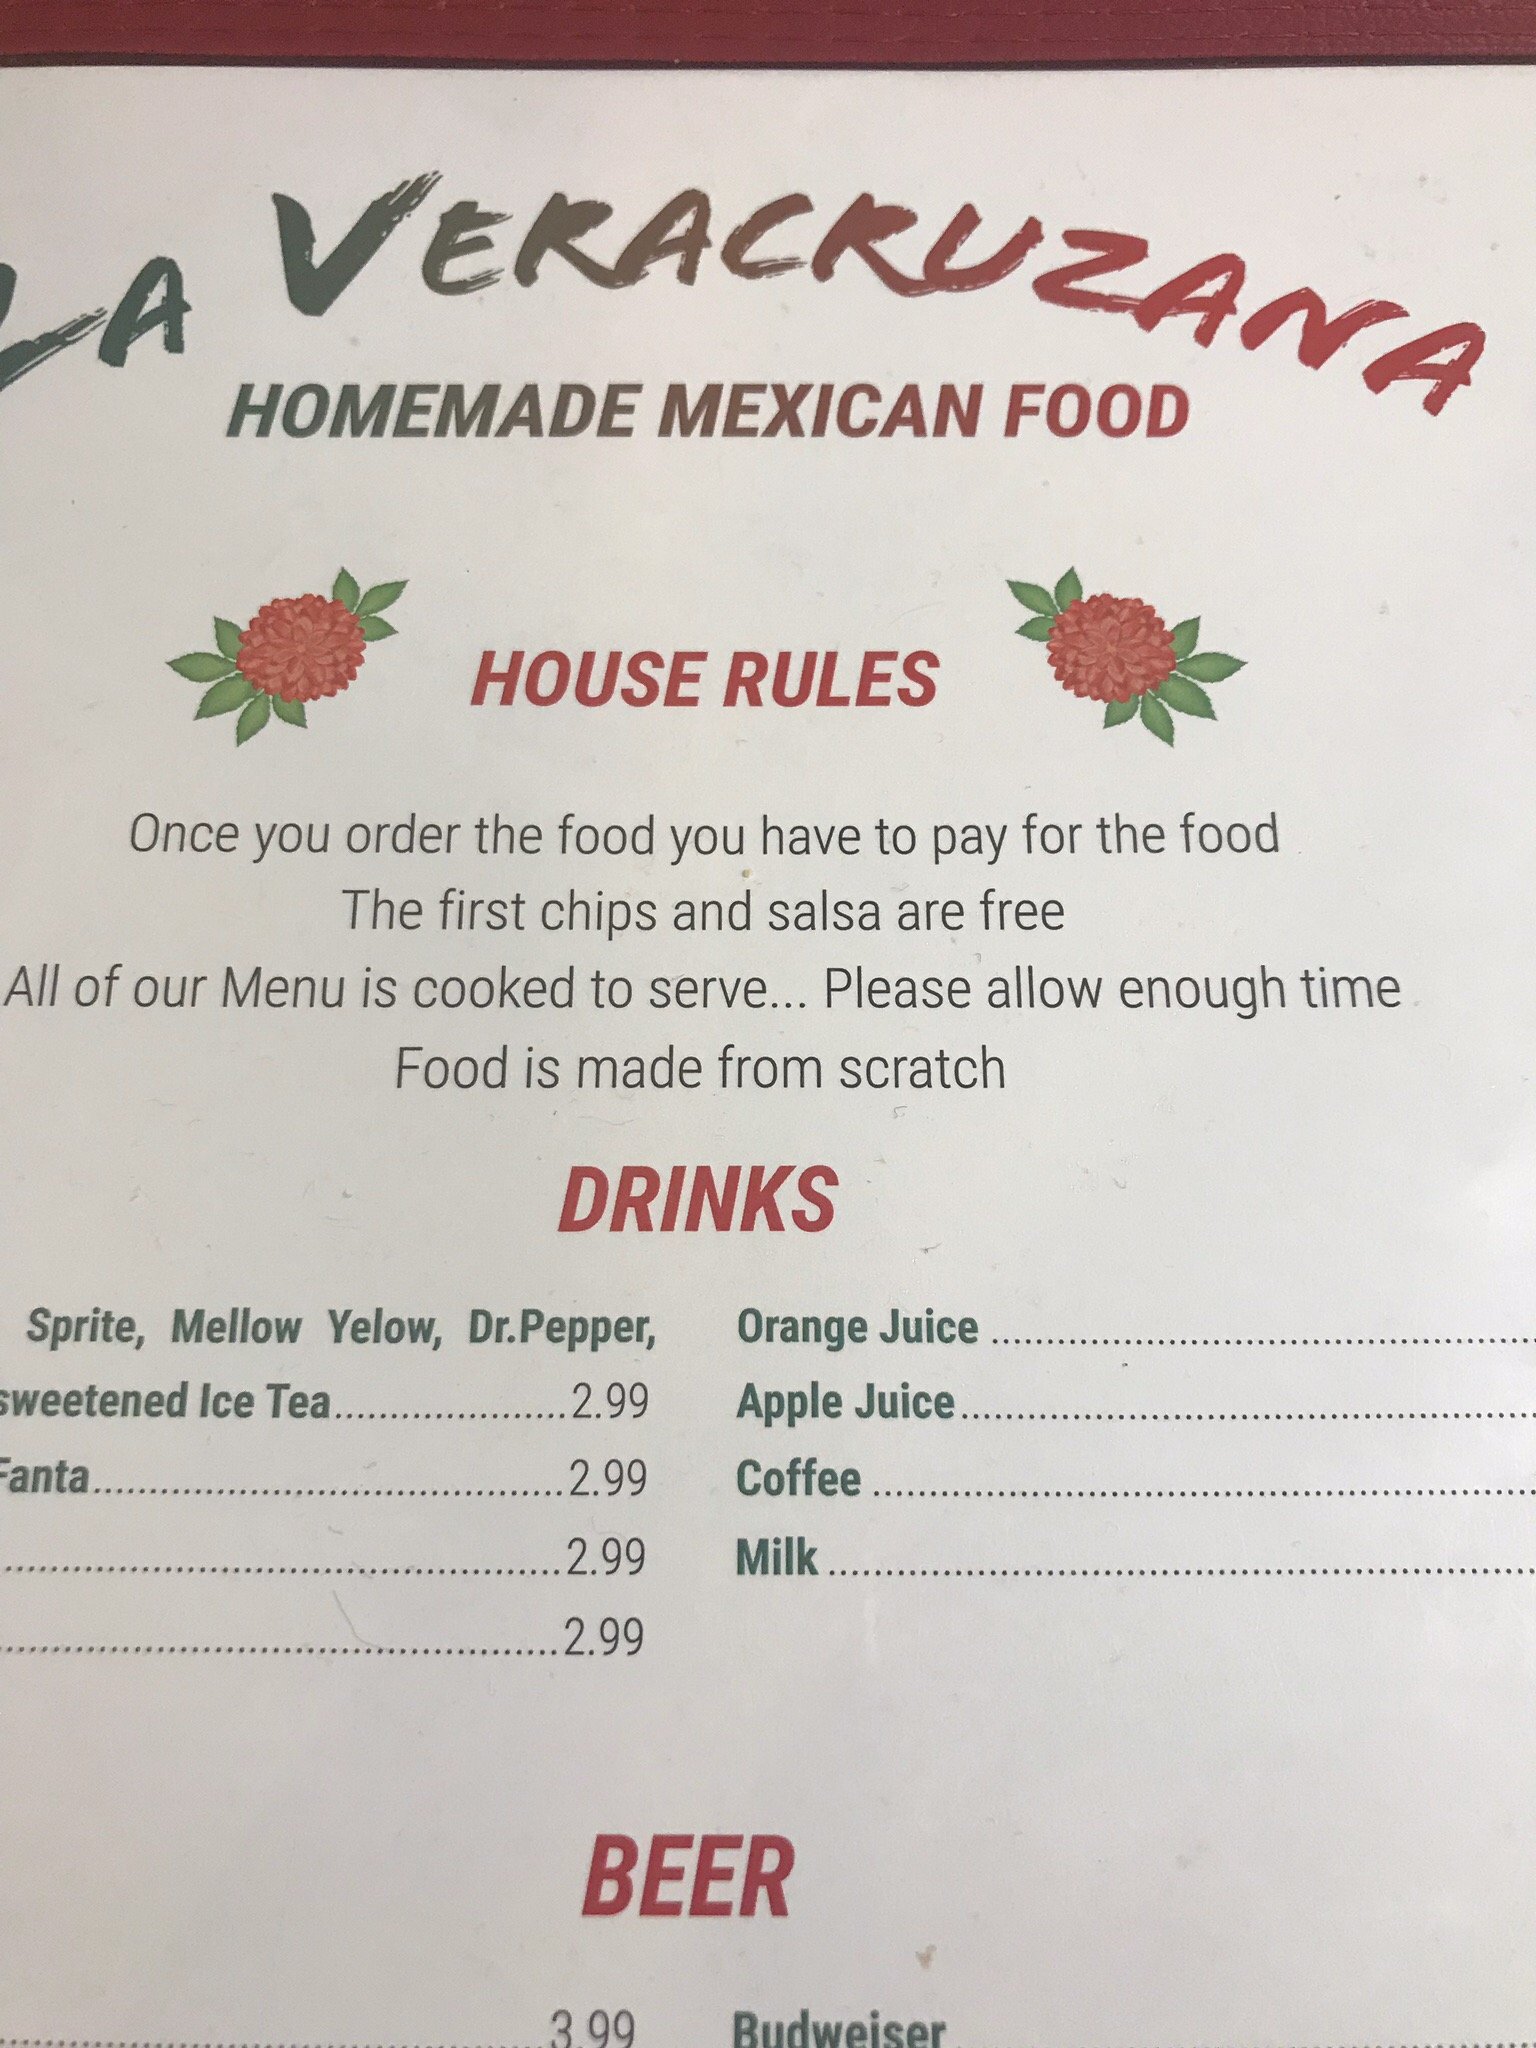 LA VERACRUZANA
HOMEMADE MEXICAN FOOD
HOUSE RULES
Once you order the food you have to pay for the food
The first chips and salsa are free
All of our Menu is cooked to serve... Please allow enough time
Food is made from scratch
DRINKS
Sprite, Mellow Yelow, Dr.Pepper,
sweetened Ice Tea....................2.99
Fanta..........................................2.99
..................................................2.99
..................................................2.99
Orange Juice ..................................................
Apple Juice..................................................
Coffee ..................................................
Milk ..................................................
BEER
..................................................3.99
Budweiser ..................................................